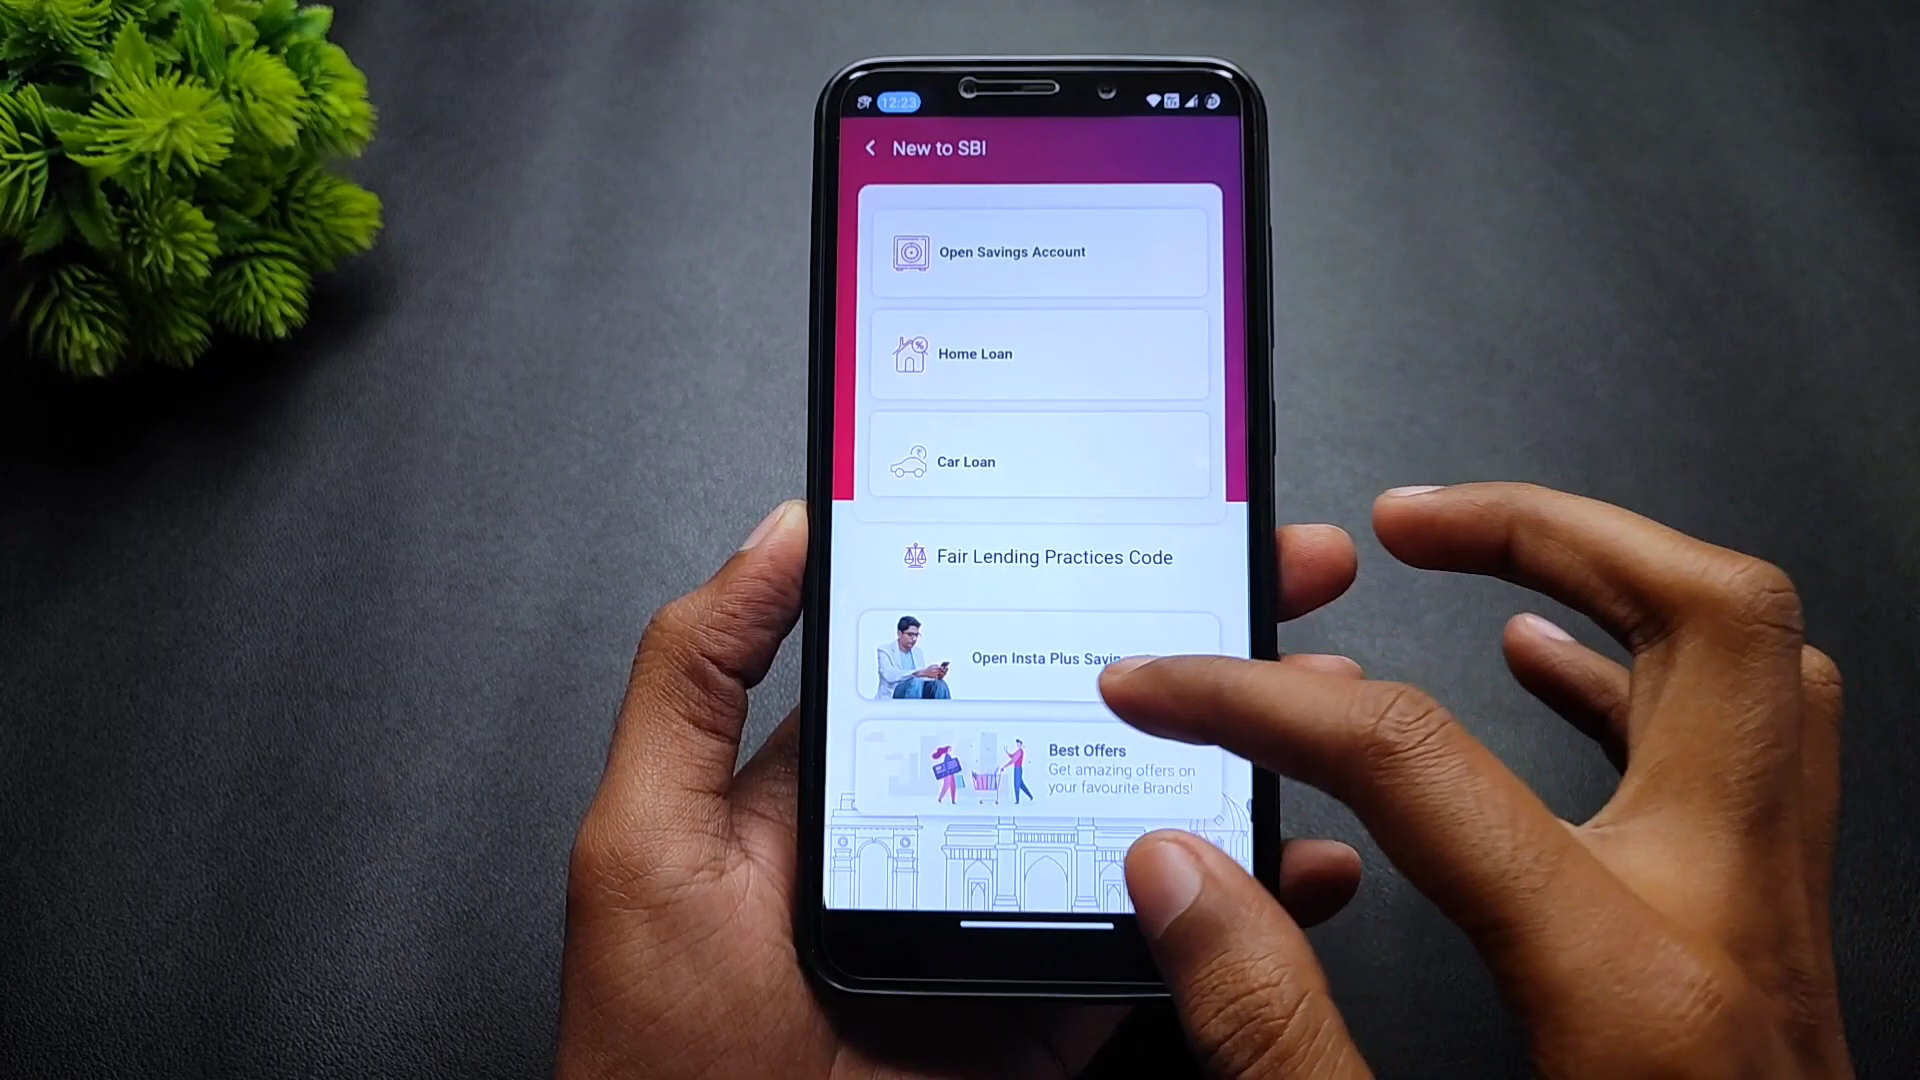 12:23
New to SBI
Open Savings Account
Home Loan
%
Car Loan
₹
Fair Lending Practices Code
Open Insta Plus
Best Offers
Get amazing offers on
your favourite Brands!